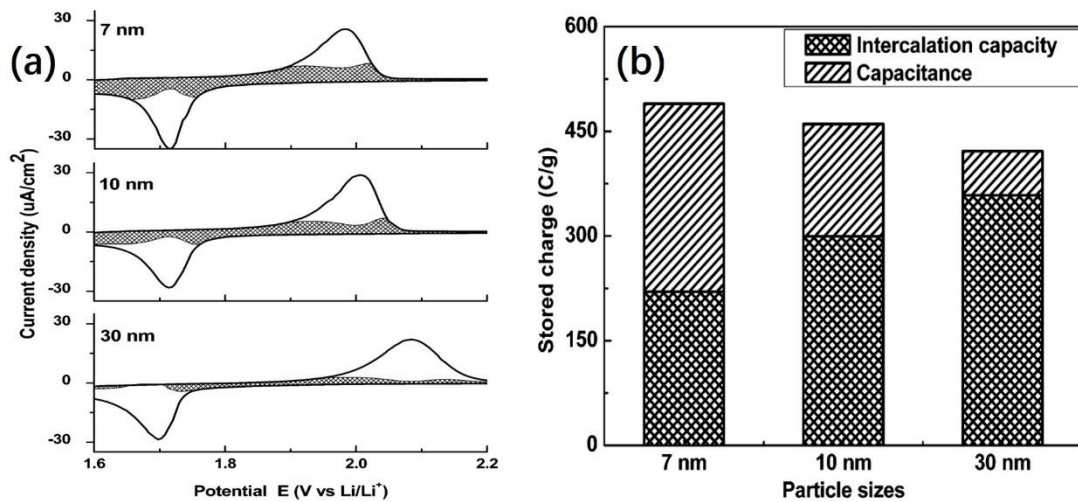 (a)
Current density (uA/cm²)
7 nm
30
0
-30
10 nm
30
0
-30
30 nm
30
0
-30
1.6 1.8 2.0 2.2
Potential E (V vs Li/Li⁺)
(b)
Stored charge (C/g)
600
450
300
150
0
Intercalation capacity
Capacitance
7 nm 10 nm 30 nm
Particle sizes